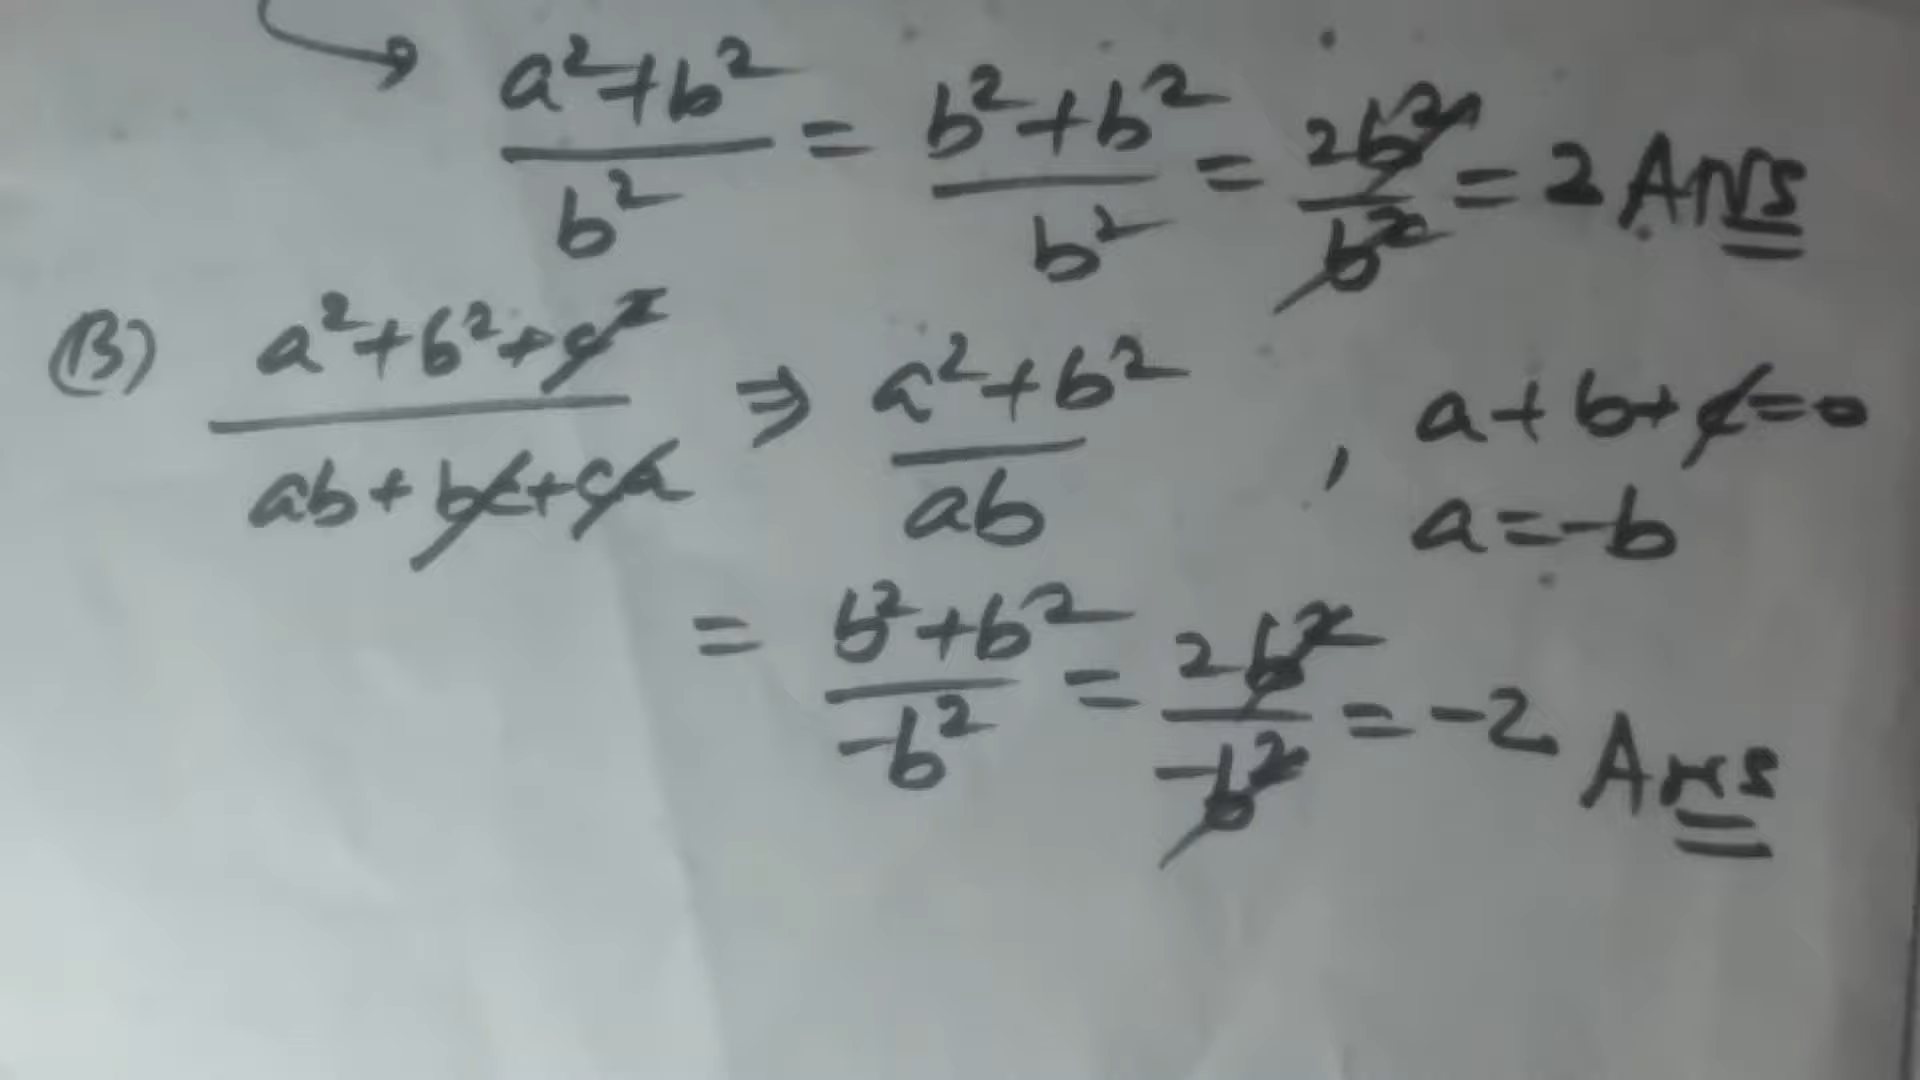 → (a²+b²)/b² = (b²+b²)/b² = 2b²/b² = 2 Ans
(B) (a²+b²+c²)/(ab+bc+ca) ⇒ (a²+b²)/ab , a+b+c=0
a=-b
= (b²+b²)/-b² = 2b²/-b² = -2 Ans